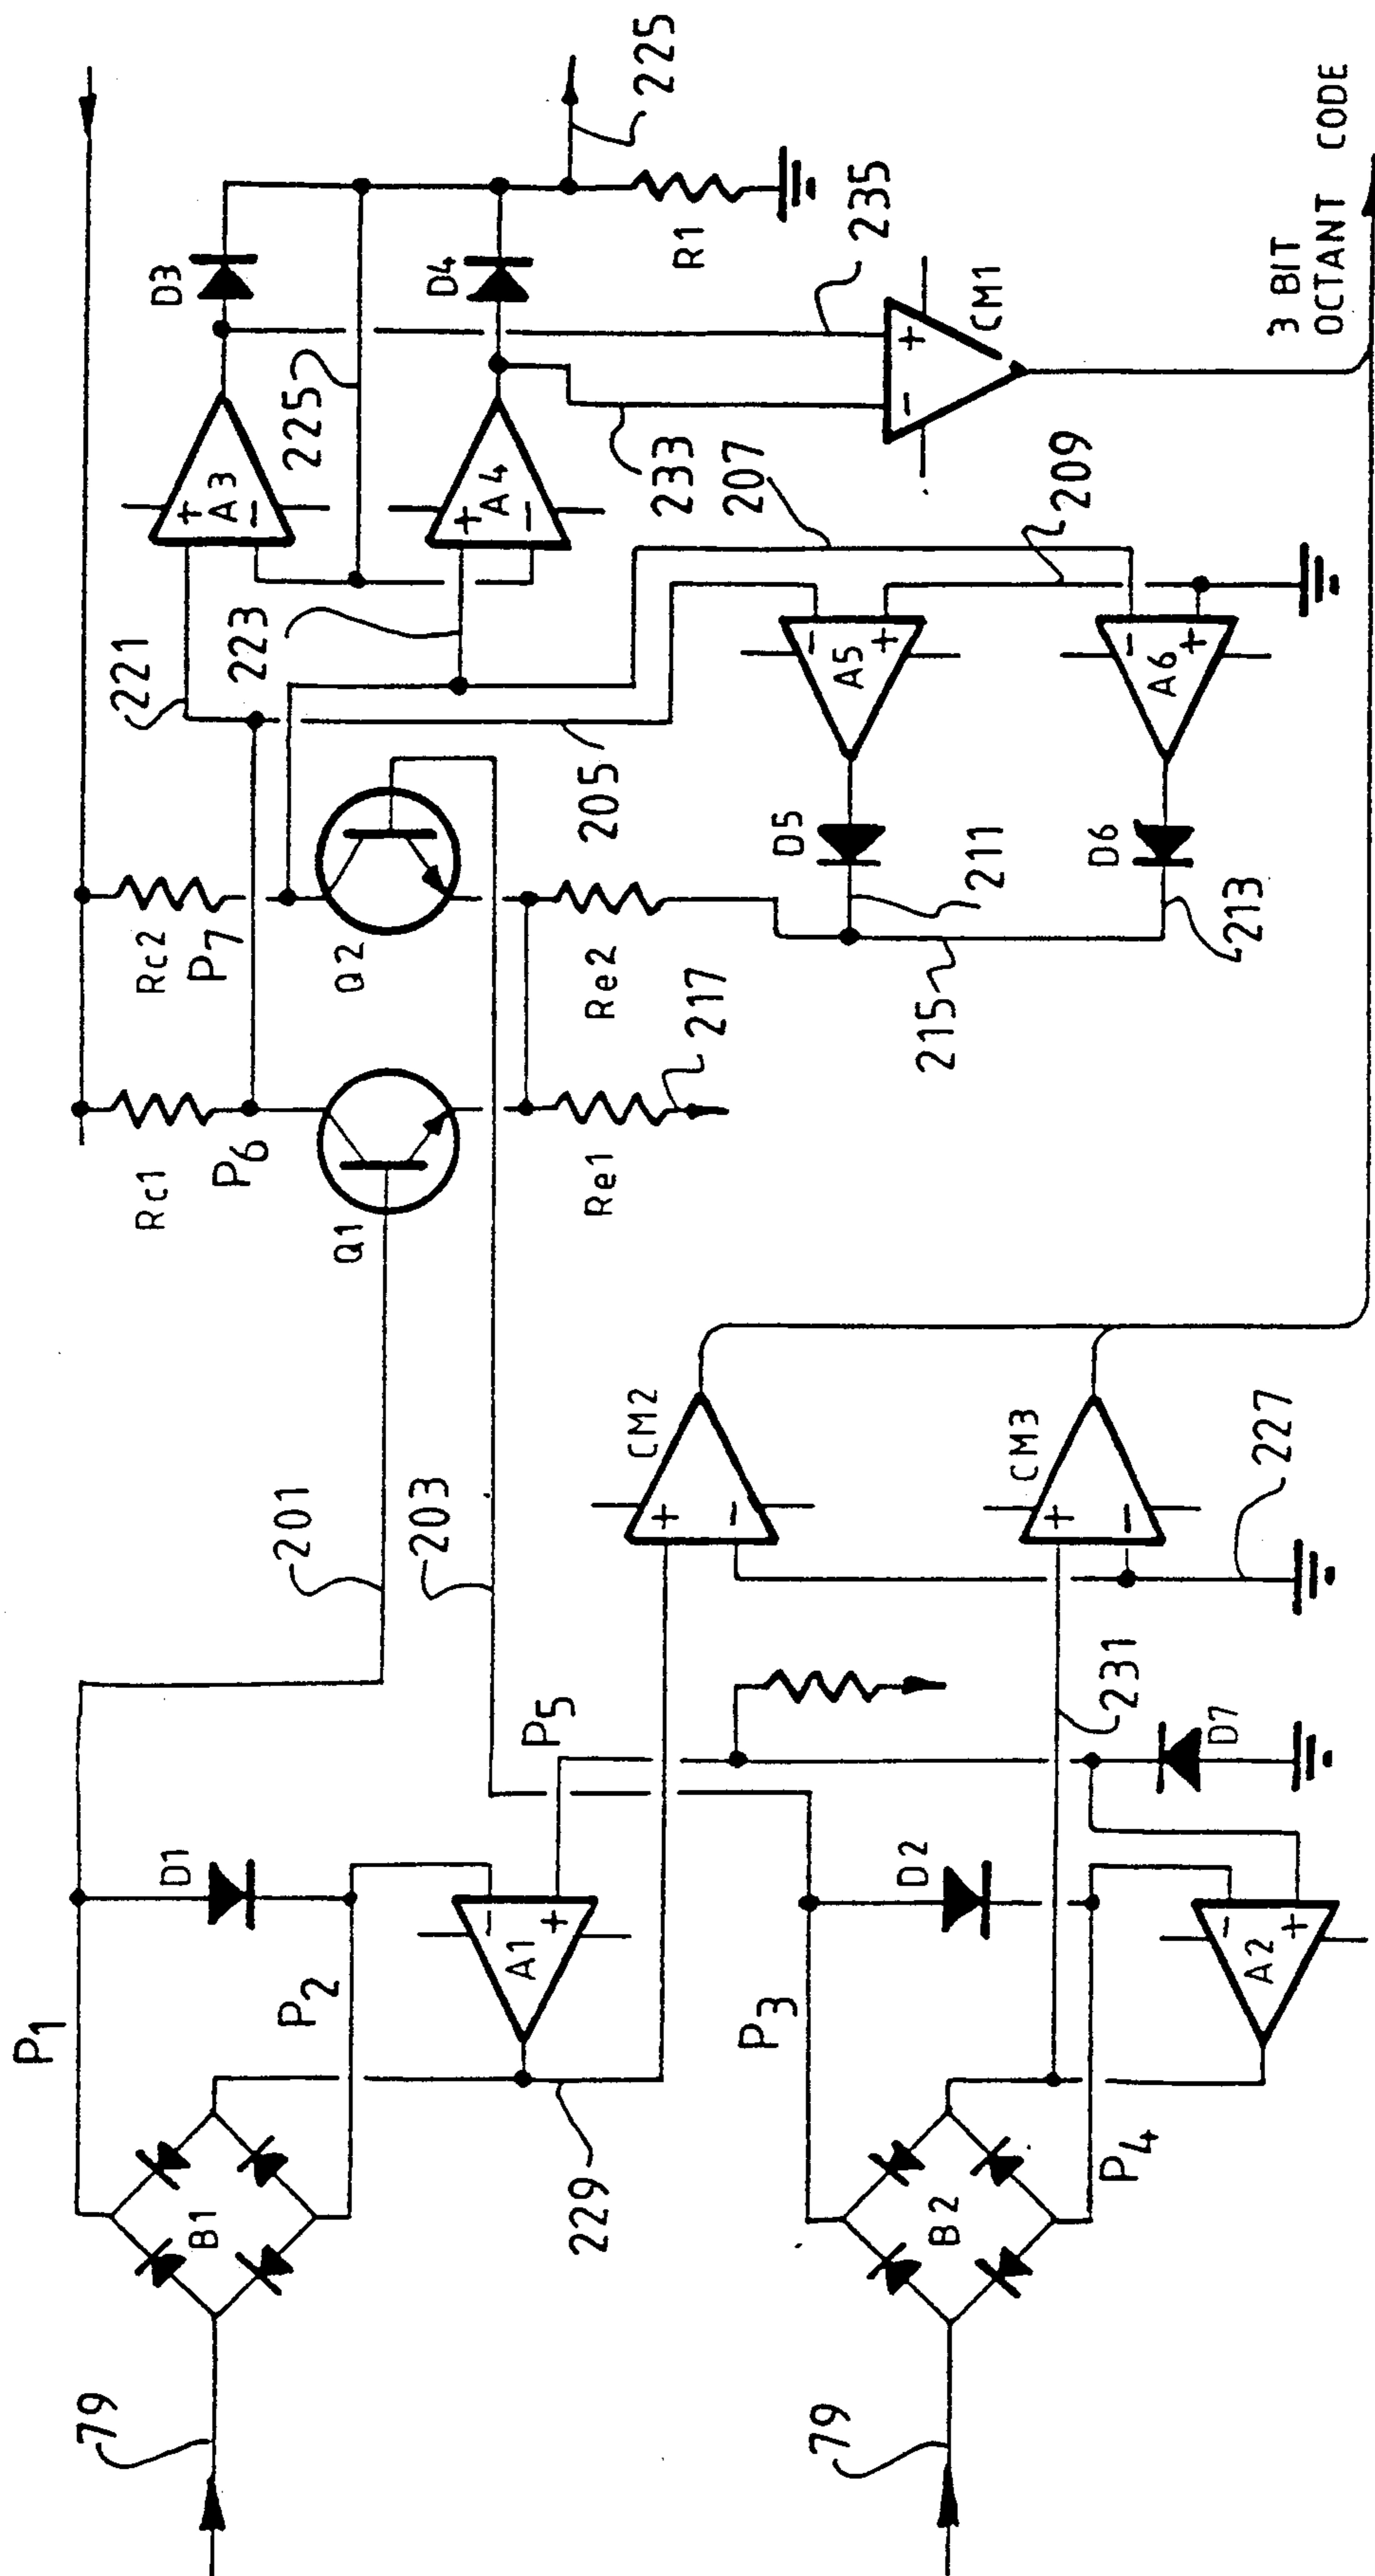 79
79
P1
P2
B1
D1
A1
-
+
229
P3
P4
B2
D2
A2
-
+
P5
D7
231
201
203
CM2
+
-
CM3
+
-
227
Rc1
P6
Q1
Re1
217
Rc2
P7
Q2
Re2
215
205
D5
211
D6
213
A5
-
+
A6
-
+
221
223
207
209
A3
+
-
A4
+
-
225
233
D3
D4
R1
225
235
CM1
+
-
3 BIT
OCTANT CODE